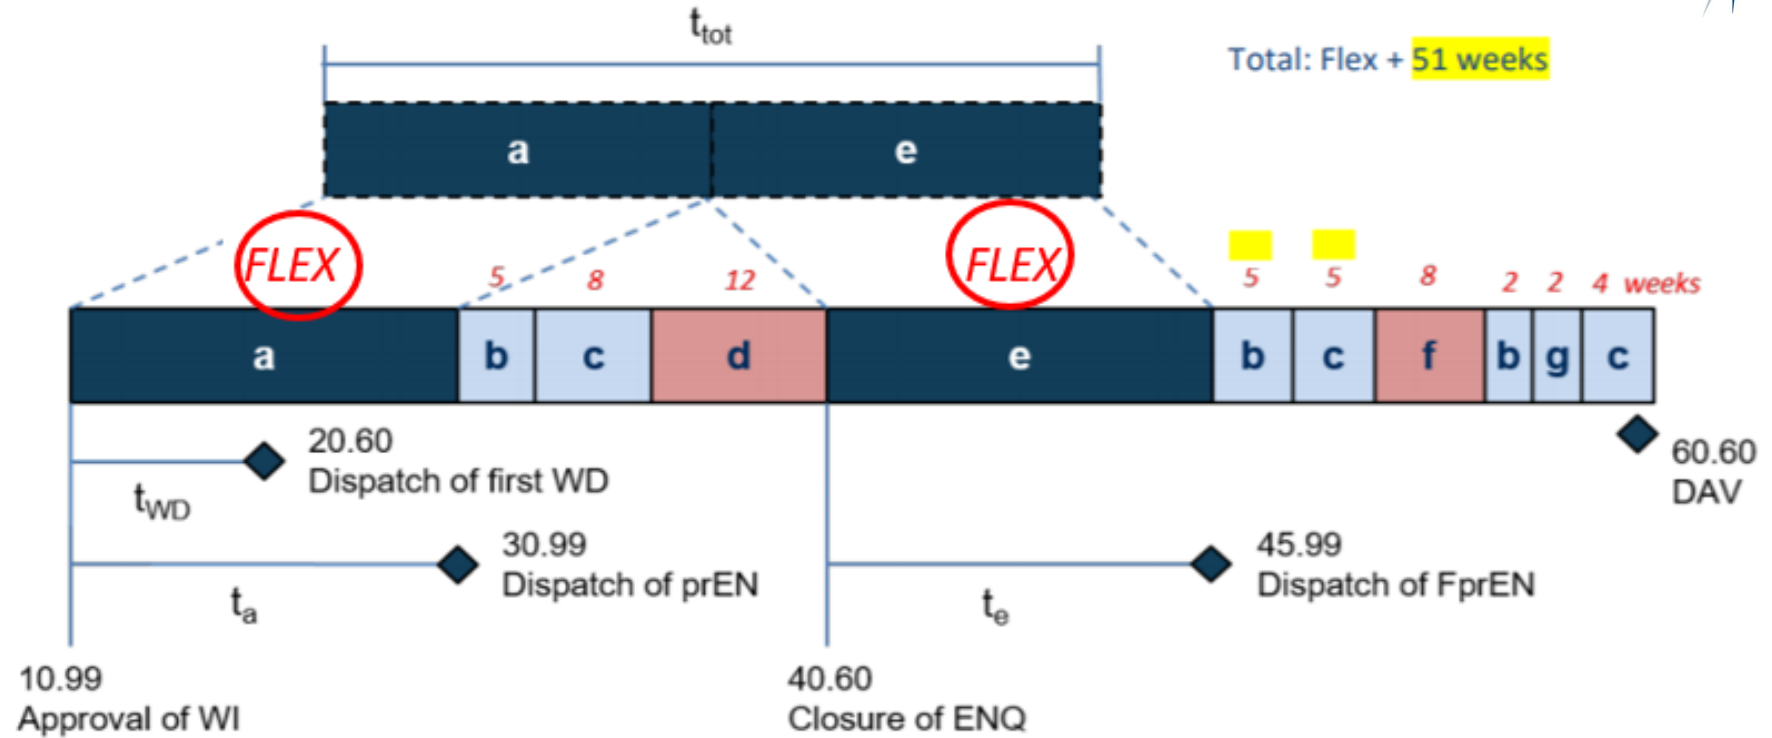 t_tot
Total: Flex + 51 weeks
a e
FLEX FLEX
5 8 12 5 5 8 2 2 4 weeks
a b c d e b c f b g c
20.60
Dispatch of first WD
t_WD
60.60
DAV
30.99
Dispatch of prEN
t_a
45.99
Dispatch of FprEN
t_e
10.99
Approval of WI
40.60
Closure of ENQ